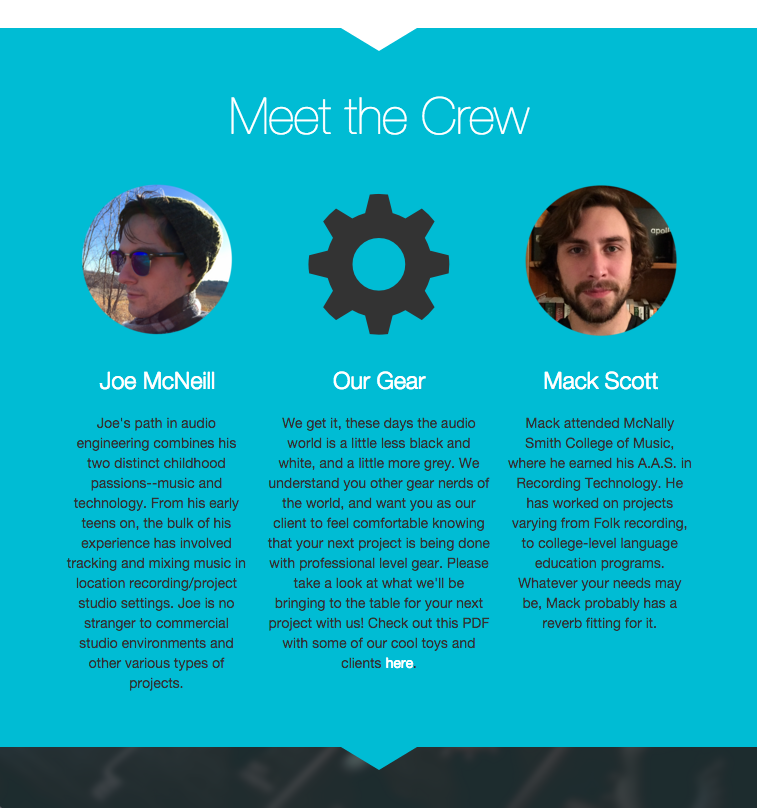 Meet the Crew
apoll
Joe McNeill
Joe's path in audio
engineering combines his
two distinct childhood
passions--music and
technology. From his early
teens on, the bulk of his
experience has involved
tracking and mixing music in
location recording/project
studio settings. Joe is no
stranger to commercial
studio environments and
other various types of
projects.
Our Gear
We get it, these days the audio
world is a little less black and
white, and a little more grey. We
understand you other gear nerds of
the world, and want you as our
client to feel comfortable knowing
that your next project is being done
with professional level gear. Please
take a look at what we'll be
bringing to the table for your next
project with us! Check out this PDF
with some of our cool toys and
clients here.
Mack Scott
Mack attended McNally
Smith College of Music,
where he earned his A.A.S. in
Recording Technology. He
has worked on projects
varying from Folk recording,
to college-level language
education programs.
Whatever your needs may
be, Mack probably has a
reverb fitting for it.